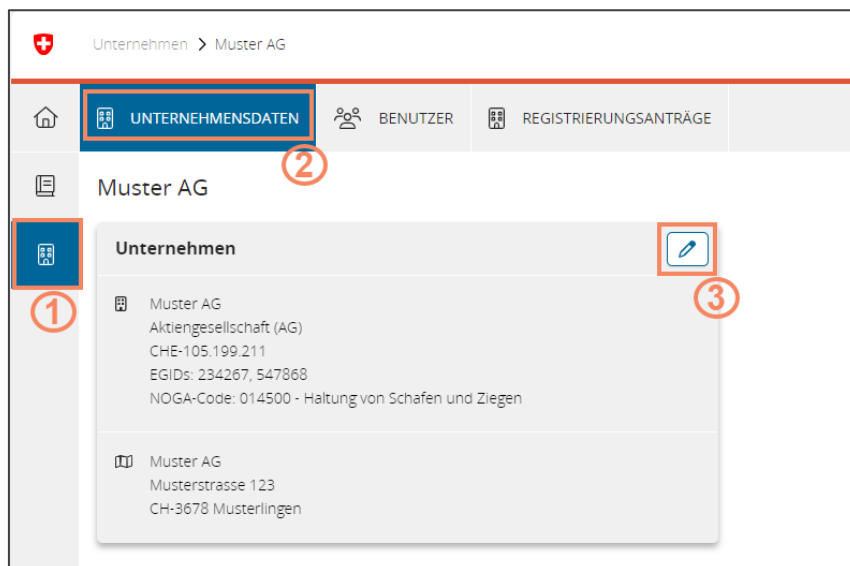 Unternehmen > Muster AG
UNTERNEHMENSDATEN BENUTZER REGISTRIERUNGSANTRÄGE
2
Muster AG
Unternehmen
1
3
Muster AG
Aktiengesellschaft (AG)
CHE-105.199.211
EGIDs: 234267, 547868
NOGA-Code: 014500 - Haltung von Schafen und Ziegen
Muster AG
Musterstrasse 123
CH-3678 Musterlingen